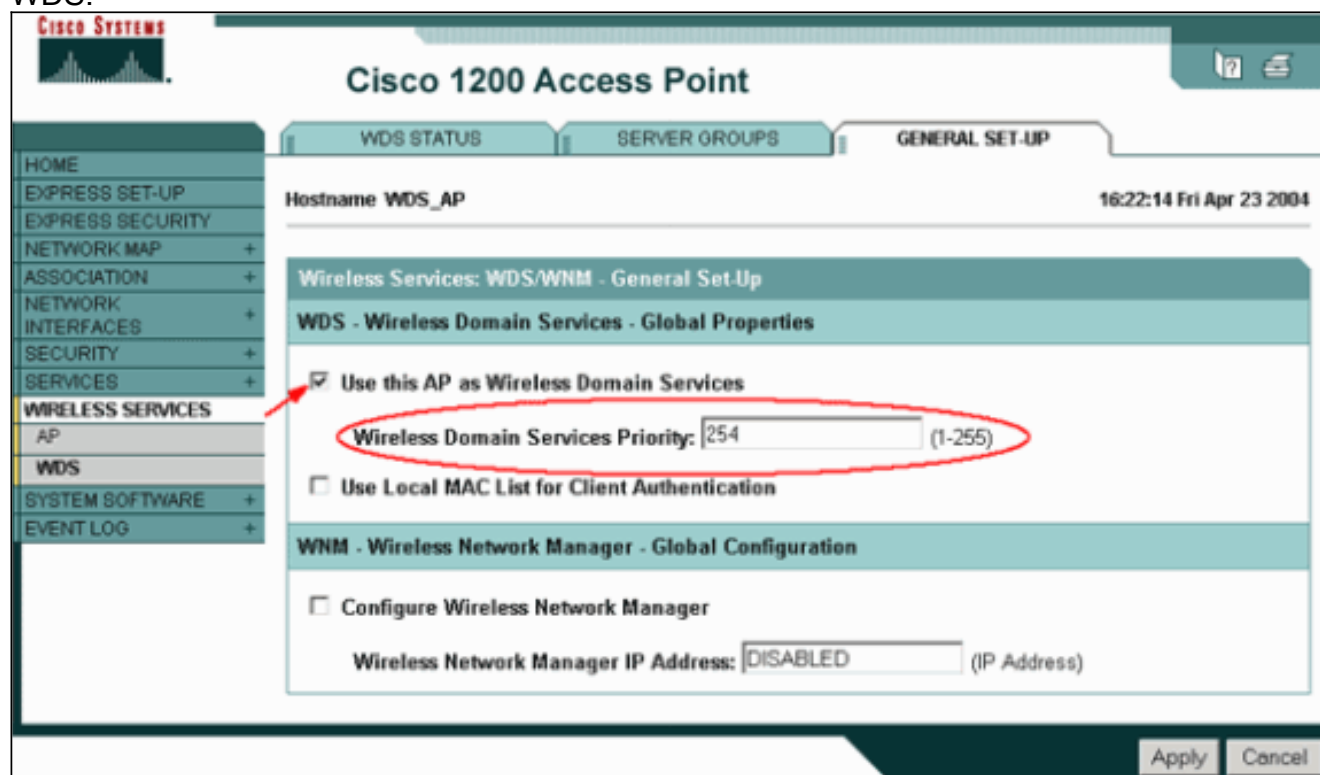 WDS.
CISCO SYSTEMS
Cisco 1200 Access Point
WDS STATUS
SERVER GROUPS
GENERAL SET-UP
HOME
EXPRESS SET-UP
EXPRESS SECURITY
NETWORK MAP +
ASSOCIATION +
NETWORK INTERFACES +
SECURITY +
SERVICES +
WIRELESS SERVICES
AP
WDS
SYSTEM SOFTWARE +
EVENT LOG +
Hostname WDS_AP
16:22:14 Fri Apr 23 2004
Wireless Services: WDS/WNM - General Set-Up
WDS - Wireless Domain Services - Global Properties
Use this AP as Wireless Domain Services
Wireless Domain Services Priority: 254 (1-255)
Use Local MAC List for Client Authentication
WNM - Wireless Network Manager - Global Configuration
Configure Wireless Network Manager
Wireless Network Manager IP Address: DISABLED (IP Address)
Apply
Cancel